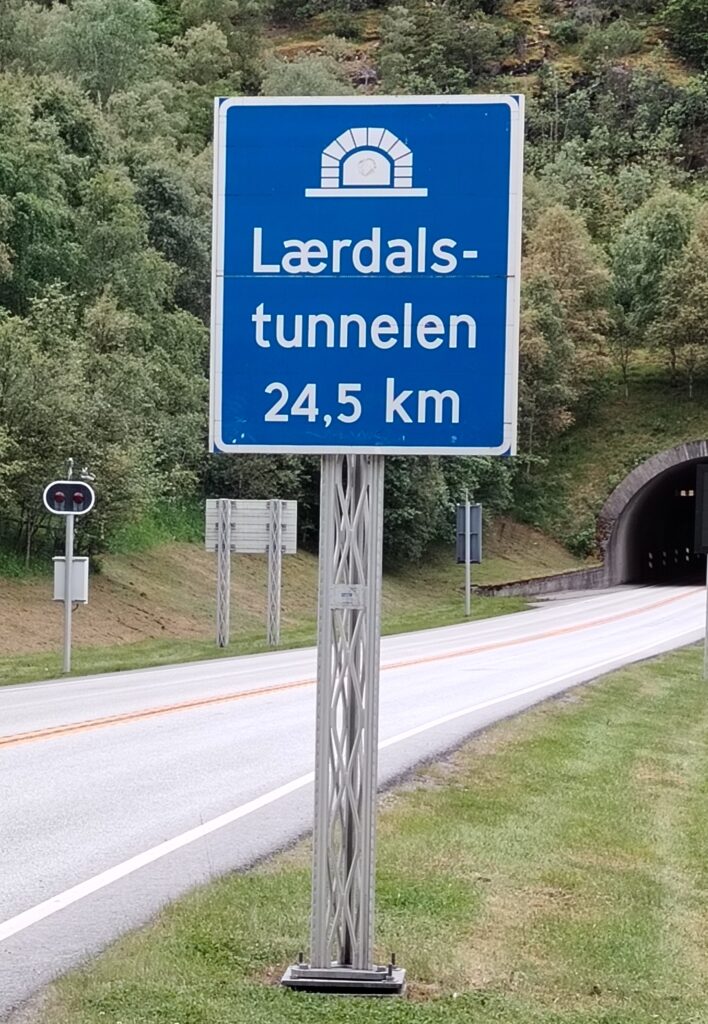 Lærdals-
tunnelen
24,5 km